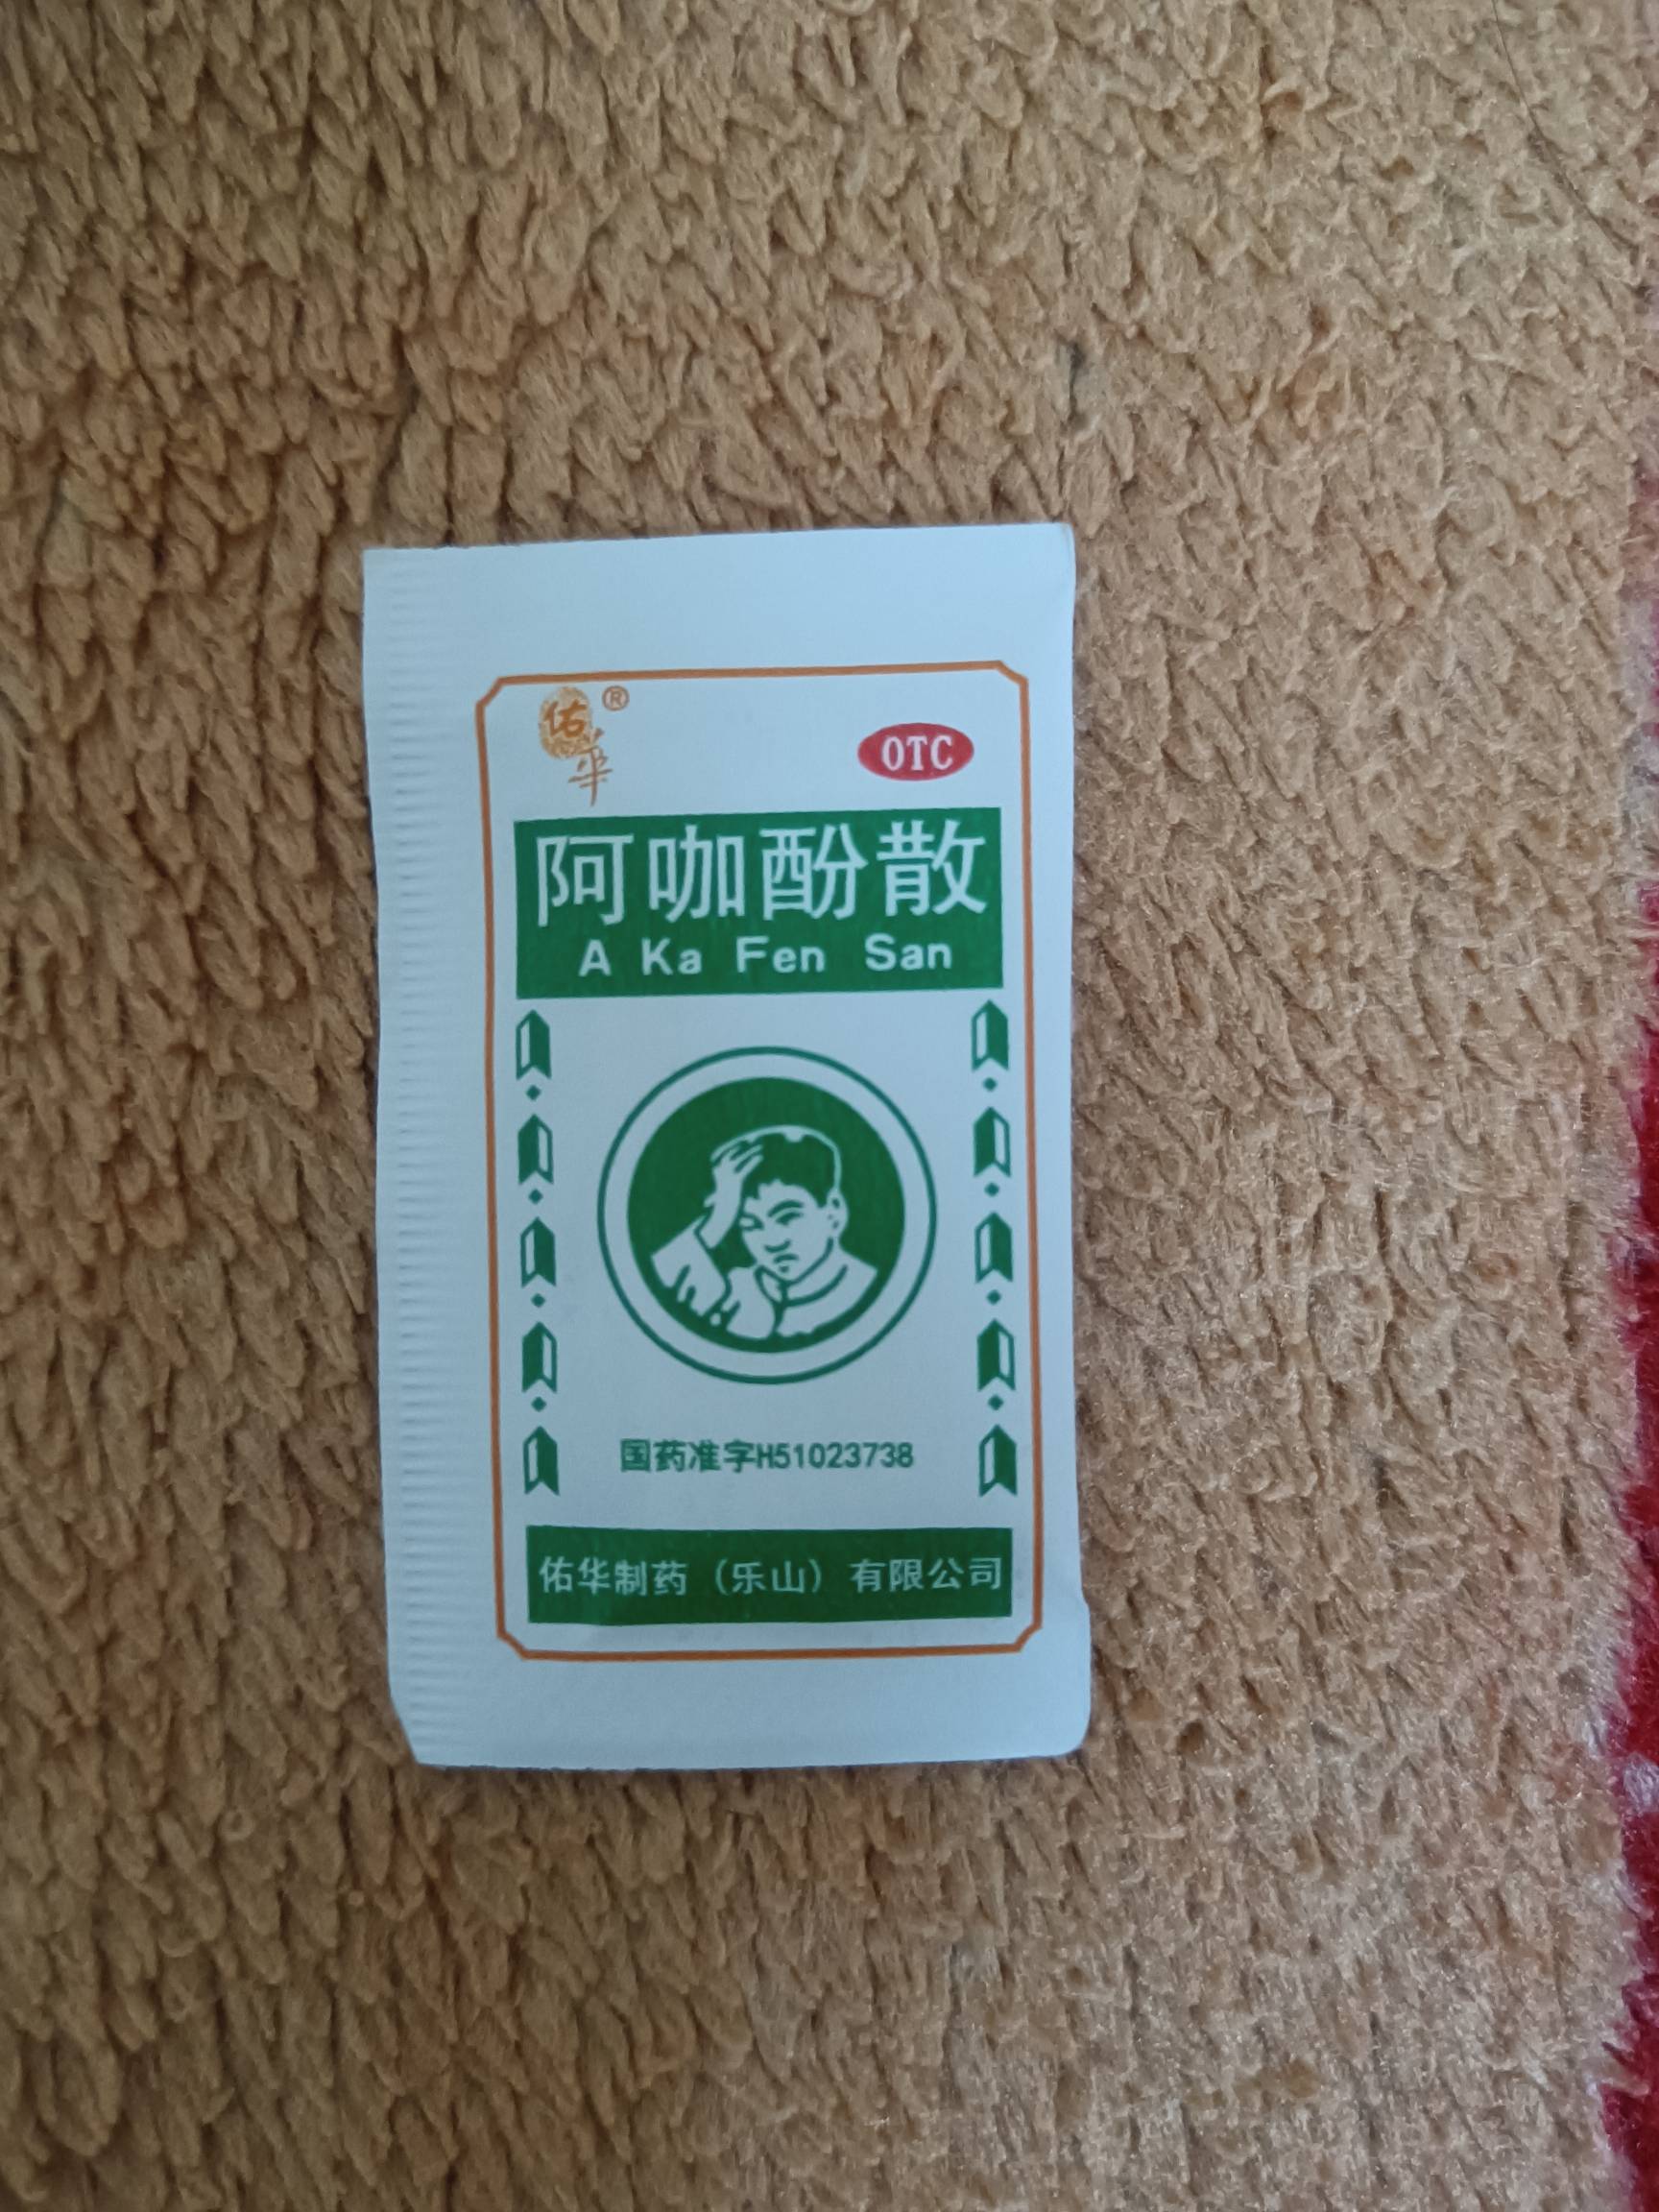 佑华®
OTC
阿咖酚散
A Ka Fen San
国药准字H51023738
佑华制药（乐山）有限公司